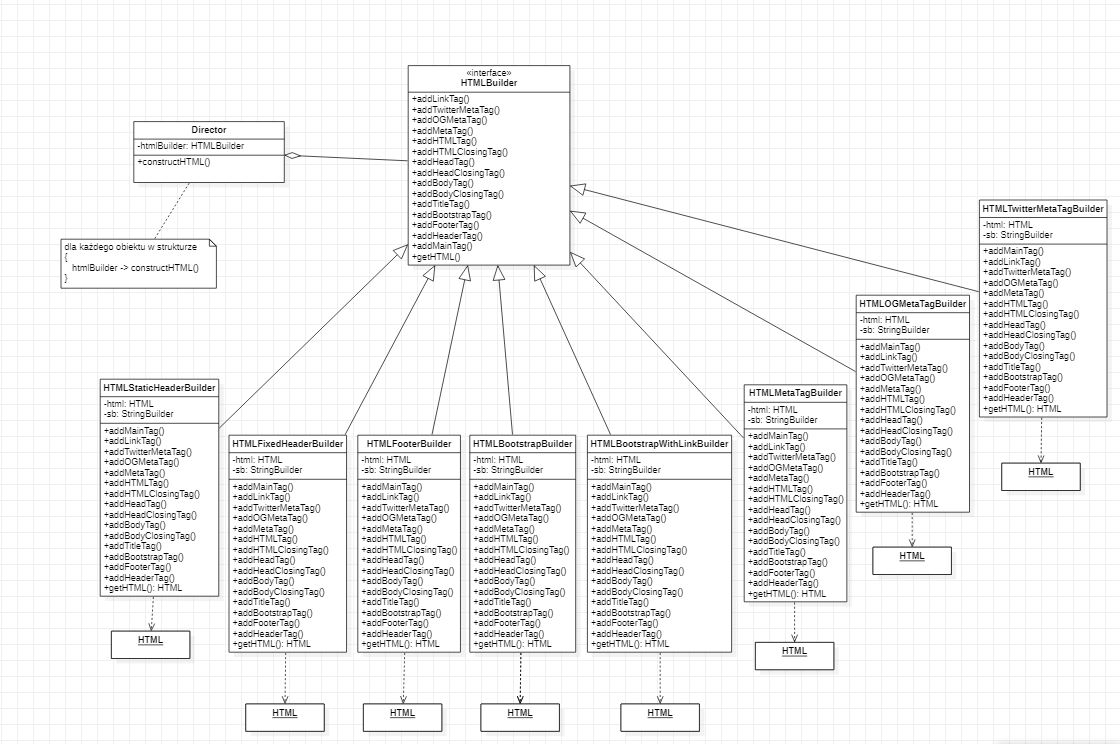 «interface»
HTMLBuilder
+addLinkTag()
+addTwitterMetaTag()
+addOGMetaTag()
+addMetaTag()
+addHTMLTag()
+addHTMLClosingTag()
+addHeadTag()
+addHeadClosingTag()
+addBodyTag()
+addBodyClosingTag()
+addTitleTag()
+addBootstrapTag()
+addFooterTag()
+addHeaderTag()
+addMainTag()
+getHTML()
Director
-htmlBuilder: HTMLBuilder
+constructHTML()
dla każdego obiektu w strukturze
{
htmlBuilder -> constructHTML()
}
HTMLStaticHeaderBuilder
-html: HTML
-sb: StringBuilder
+addMainTag()
+addLinkTag()
+addTwitterMetaTag()
+addOGMetaTag()
+addMetaTag()
+addHTMLTag()
+addHTMLClosingTag()
+addHeadTag()
+addHeadClosingTag()
+addBodyTag()
+addBodyClosingTag()
+addTitleTag()
+addBootstrapTag()
+addFooterTag()
+addHeaderTag()
+getHTML(): HTML
HTML
HTMLFixedHeaderBuilder
-html: HTML
-sb: StringBuilder
+addMainTag()
+addLinkTag()
+addTwitterMetaTag()
+addOGMetaTag()
+addMetaTag()
+addHTMLTag()
+addHTMLClosingTag()
+addHeadTag()
+addHeadClosingTag()
+addBodyTag()
+addBodyClosingTag()
+addTitleTag()
+addBootstrapTag()
+addFooterTag()
+addHeaderTag()
+getHTML(): HTML
HTML
HTMLFooterBuilder
-html: HTML
-sb: StringBuilder
+addMainTag()
+addLinkTag()
+addTwitterMetaTag()
+addOGMetaTag()
+addMetaTag()
+addHTMLTag()
+addHTMLClosingTag()
+addHeadTag()
+addHeadClosingTag()
+addBodyTag()
+addBodyClosingTag()
+addTitleTag()
+addBootstrapTag()
+addFooterTag()
+addHeaderTag()
+getHTML(): HTML
HTML
HTMLBootstrapBuilder
-html: HTML
-sb: StringBuilder
+addMainTag()
+addLinkTag()
+addTwitterMetaTag()
+addOGMetaTag()
+addMetaTag()
+addHTMLTag()
+addHTMLClosingTag()
+addHeadTag()
+addHeadClosingTag()
+addBodyTag()
+addBodyClosingTag()
+addTitleTag()
+addBootstrapTag()
+addFooterTag()
+addHeaderTag()
+getHTML(): HTML
HTML
HTMLBootstrapWithLinkBuilder
-html: HTML
-sb: StringBuilder
+addMainTag()
+addLinkTag()
+addTwitterMetaTag()
+addOGMetaTag()
+addMetaTag()
+addHTMLTag()
+addHTMLClosingTag()
+addHeadTag()
+addHeadClosingTag()
+addBodyTag()
+addBodyClosingTag()
+addTitleTag()
+addBootstrapTag()
+addFooterTag()
+addHeaderTag()
+getHTML(): HTML
HTML
HTMLMetaTagBuilder
-html: HTML
-sb: StringBuilder
+addMainTag()
+addLinkTag()
+addTwitterMetaTag()
+addOGMetaTag()
+addMetaTag()
+addHTMLTag()
+addHTMLClosingTag()
+addHeadTag()
+addHeadClosingTag()
+addBodyTag()
+addBodyClosingTag()
+addTitleTag()
+addBootstrapTag()
+addFooterTag()
+addHeaderTag()
+getHTML(): HTML
HTML
HTMLOGMetaTagBuilder
-html: HTML
-sb: StringBuilder
+addMainTag()
+addLinkTag()
+addTwitterMetaTag()
+addOGMetaTag()
+addMetaTag()
+addHTMLTag()
+addHTMLClosingTag()
+addHeadTag()
+addHeadClosingTag()
+addBodyTag()
+addBodyClosingTag()
+addTitleTag()
+addBootstrapTag()
+addFooterTag()
+addHeaderTag()
+getHTML(): HTML
HTML
HTMLTwitterMetaTagBuilder
-html: HTML
-sb: StringBuilder
+addMainTag()
+addLinkTag()
+addTwitterMetaTag()
+addOGMetaTag()
+addMetaTag()
+addHTMLTag()
+addHTMLClosingTag()
+addHeadTag()
+addHeadClosingTag()
+addBodyTag()
+addBodyClosingTag()
+addTitleTag()
+addBootstrapTag()
+addFooterTag()
+addHeaderTag()
+getHTML(): HTML
HTML